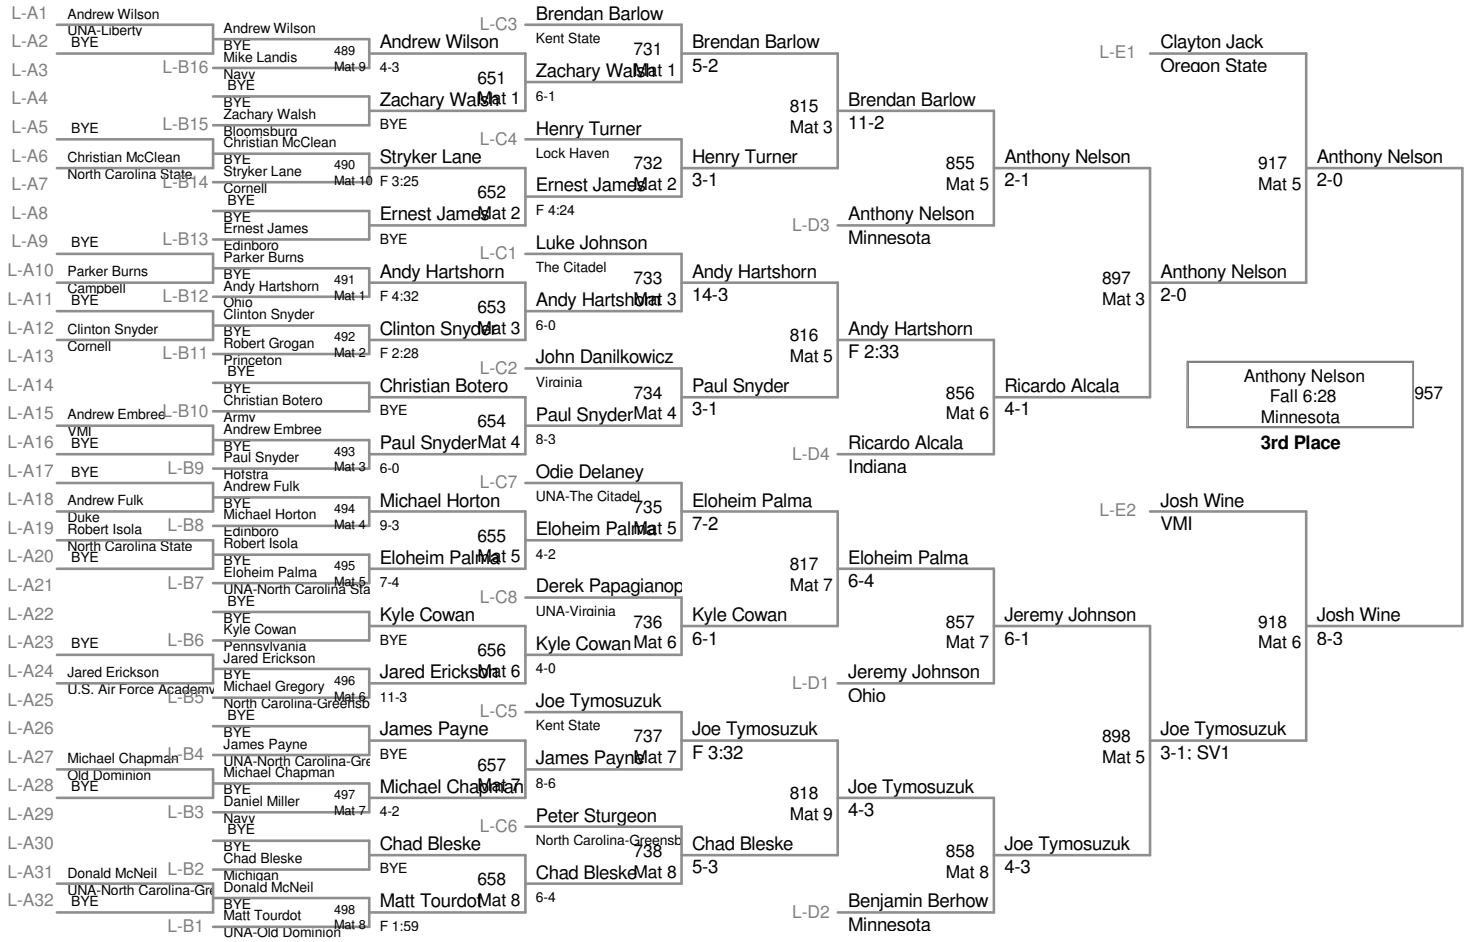 L-A1
Andrew Wilson
UNA-Liberty
L-A2
BYE
L-A3
L-A4
L-A5
BYE
L-A6
Christian McClean
North Carolina State
L-A7
L-A8
L-A9
BYE
L-A10
Parker Burns
Campbell
L-A11
BYE
L-A12
Clinton Snyder
Cornell
L-A13
L-A14
L-A15
Andrew Embree
VMI
L-A16
BYE
L-A17
BYE
L-A18
Andrew Fulk
Duke
L-A19
Robert Isola
North Carolina State
L-A20
BYE
L-A21
L-A22
L-A23
BYE
L-A24
Jared Erickson
U.S. Air Force Academy
L-A25
L-A26
L-A27
Michael Chapman
Old Dominion
L-A28
BYE
L-A29
L-A30
L-A31
Donald McNeil
UNA-North Carolina-Gre
L-A32
BYE
Andrew Wilson
BYE
489
Mat 9
L-B16
Mike Landis
Navy
BYE
BYE
L-B15
Zachary Walsh
Bloomsburg
Christian McClean
BYE
490
Mat 10
L-B14
Stryker Lane
Cornell
BYE
BYE
L-B13
Ernest James
Edinboro
Parker Burns
BYE
491
Mat 1
L-B12
Andy Hartshorn
Ohio
Clinton Snyder
BYE
492
Mat 2
L-B11
Robert Grogan
Princeton
BYE
BYE
L-B10
Christian Botero
Army
Andrew Embree
BYE
493
Mat 3
L-B9
Paul Snyder
Hofstra
Andrew Fulk
BYE
494
Mat 4
L-B8
Michael Horton
Edinboro
Robert Isola
BYE
495
Mat 5
L-B7
Eloheim Palma
UNA-North Carolina Sta
BYE
BYE
L-B6
Kyle Cowan
Pennsylvania
Jared Erickson
BYE
496
Mat 6
L-B5
Michael Gregory
North Carolina-Greensb
BYE
BYE
L-B4
James Payne
UNA-North Carolina-Gre
Michael Chapman
BYE
497
Mat 7
L-B3
Daniel Miller
Navy
BYE
BYE
L-B2
Chad Bleske
Michigan
Donald McNeil
BYE
498
Mat 8
L-B1
Matt Tourdot
UNA-Old Dominion
Andrew Wilson
4-3
651
Mat 1
Zachary Walsh
BYE
Stryker Lane
F 3:25
652
Mat 2
Ernest James
BYE
Andy Hartshorn
F 4:32
653
Mat 3
Clinton Snyder
F 2:28
Christian Botero
BYE
654
Mat 4
Paul Snyder
6-0
Michael Horton
9-3
655
Mat 5
Eloheim Palma
7-4
Kyle Cowan
BYE
656
Mat 6
Jared Erickson
11-3
James Payne
BYE
657
Mat 7
Michael Chapman
4-2
Chad Bleske
BYE
658
Mat 8
Matt Tourdot
F 1:59
L-C3
Brendan Barlow
Kent State
731
Mat 1
Zachary Walsh
6-1
L-C4
Henry Turner
Lock Haven
732
Mat 2
Ernest James
F 4:24
L-C1
Luke Johnson
The Citadel
733
Mat 3
Andy Hartshorn
6-0
L-C2
John Danilkowicz
Virginia
734
Mat 4
Paul Snyder
8-3
L-C7
Odie Delaney
UNA-The Citadel
735
Mat 5
Eloheim Palma
4-2
L-C8
Derek Papagianop
UNA-Virginia
736
Mat 6
Kyle Cowan
4-0
L-C5
Joe Tymosuzuk
Kent State
737
Mat 7
James Payne
8-6
L-C6
Peter Sturgeon
North Carolina-Greensb
738
Mat 8
Chad Bleske
6-4
Brendan Barlow
5-2
815
Mat 3
Henry Turner
3-1
Andy Hartshorn
14-3
816
Mat 5
Paul Snyder
3-1
Eloheim Palma
7-2
817
Mat 7
Kyle Cowan
6-1
Joe Tymosuzuk
F 3:32
818
Mat 9
Chad Bleske
5-3
Brendan Barlow
11-2
855
Mat 5
L-D3
Anthony Nelson
Minnesota
Andy Hartshorn
F 2:33
856
Mat 6
L-D4
Ricardo Alcala
Indiana
Eloheim Palma
6-4
857
Mat 7
L-D1
Jeremy Johnson
Ohio
Joe Tymosuzuk
4-3
858
Mat 8
L-D2
Benjamin Berhow
Minnesota
Anthony Nelson
2-1
897
Mat 3
Ricardo Alcala
4-1
Jeremy Johnson
6-1
898
Mat 5
Joe Tymosuzuk
4-3
L-E1
Clayton Jack
Oregon State
917
Mat 5
Anthony Nelson
2-0
L-E2
Josh Wine
VMI
918
Mat 6
Joe Tymosuzuk
3-1; SV1
Anthony Nelson
2-0
Josh Wine
8-3
957
Anthony Nelson
Fall 6:28
Minnesota
3rd Place